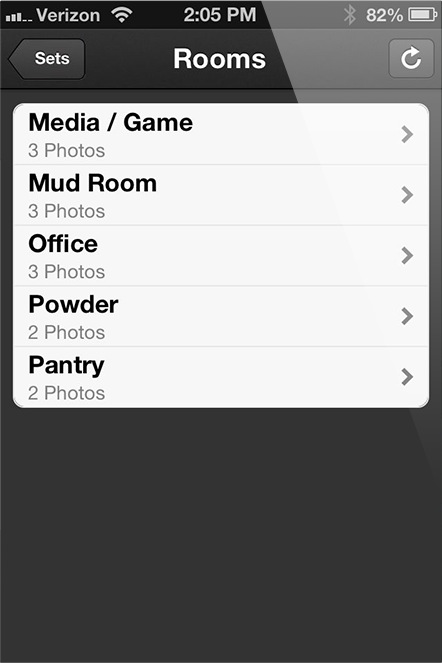 Verizon 2:05 PM 82%
Sets Rooms
Media / Game
3 Photos
Mud Room
3 Photos
Office
3 Photos
Powder
2 Photos
Pantry
2 Photos